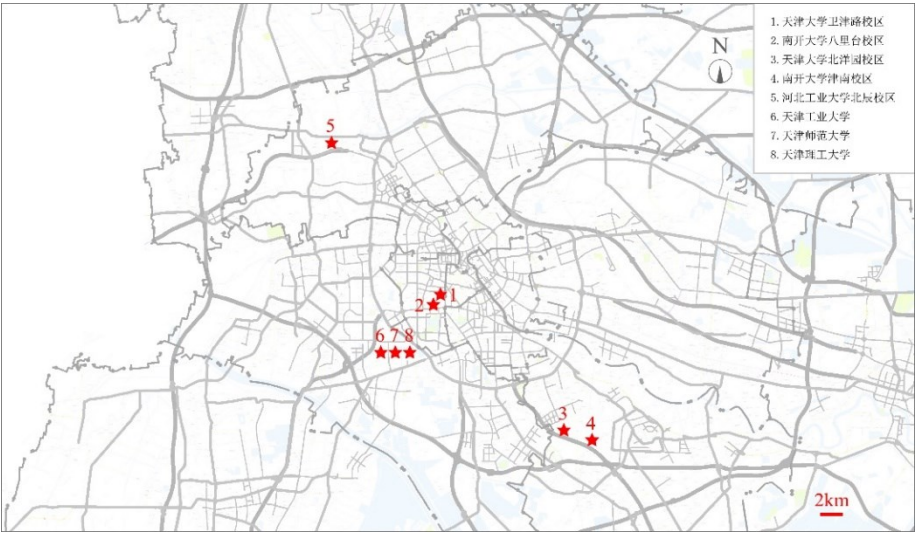 1. 天津大学卫津路校区
2. 南开大学八里台校区
3. 天津大学北洋园校区
4. 南开大学津南校区
5. 河北工业大学北辰校区
6. 天津工业大学
7. 天津师范大学
8. 天津理工大学
N
5
1
2
6 7 8
3
4
2km